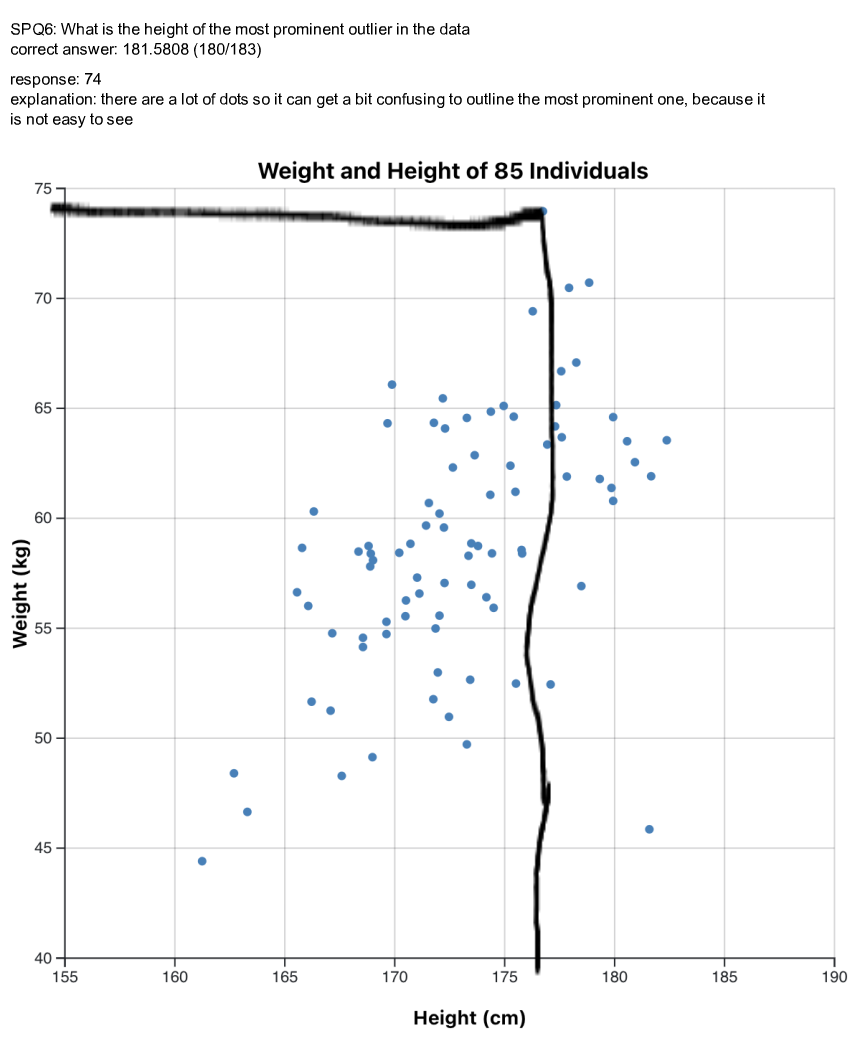 SPQ6: What is the height of the most prominent outlier in the data
correct answer: 181.5808 (180/183)
response: 74
explanation: there are a lot of dots so it can get a bit confusing to outline the most prominent one, because it
is not easy to see
Weight and Height of 85 Individuals
75
70
65
60
55
50
45
40
Weight (kg)
155 160 165 170 175 180 185 190
Height (cm)